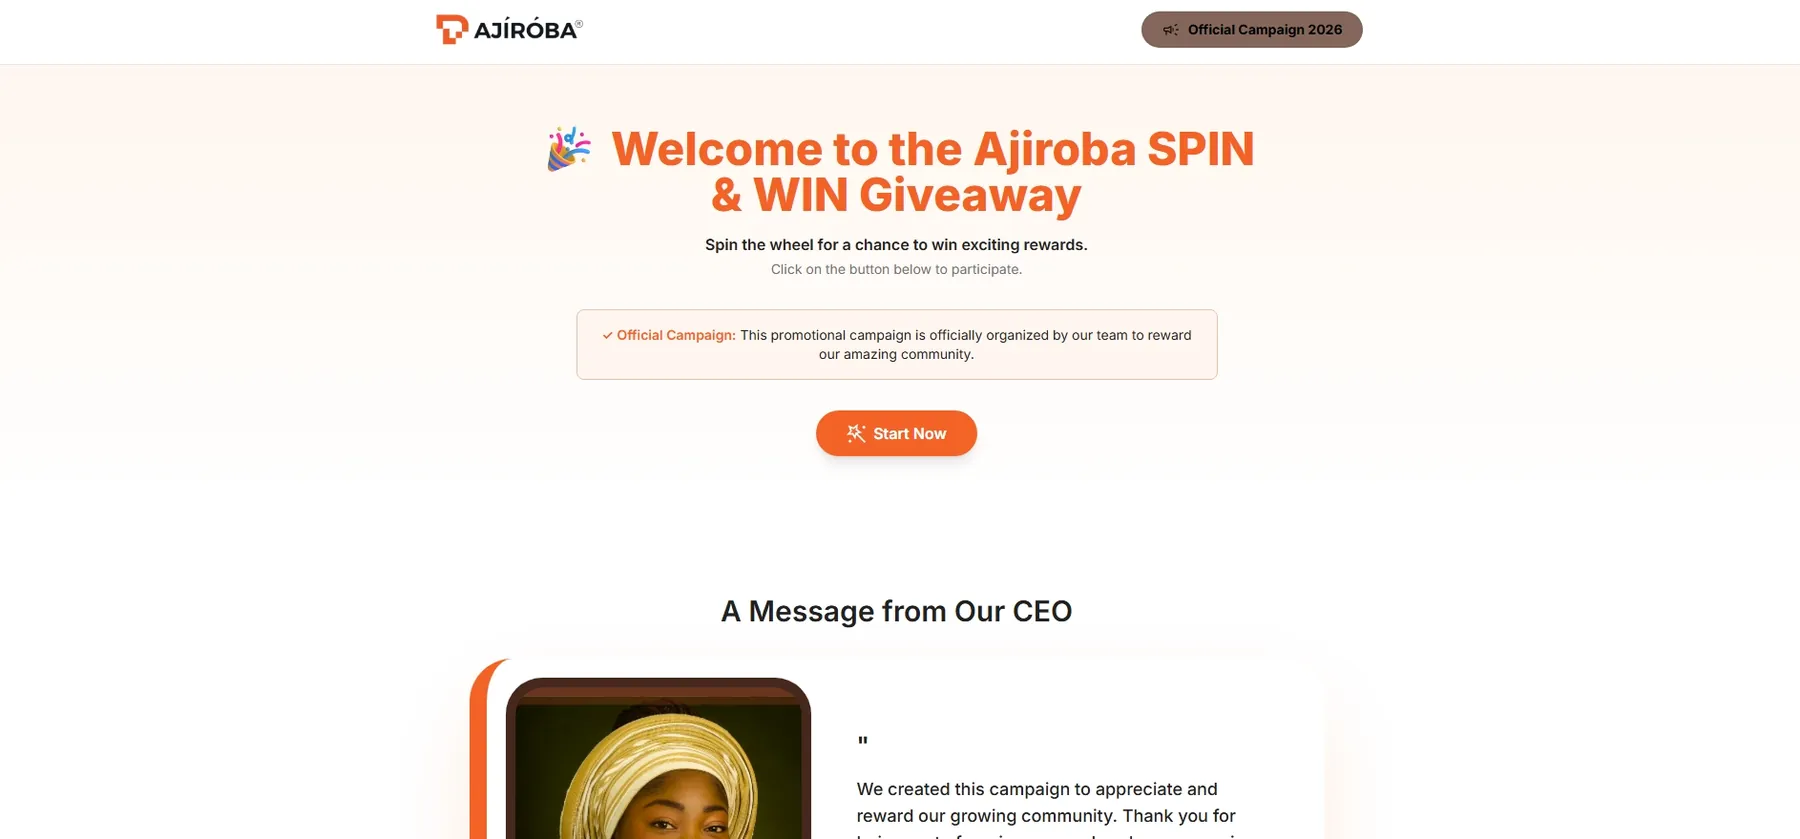 AJÍRÓBA®
Official Campaign 2026
Welcome to the Ajiroba SPIN
& WIN Giveaway
Spin the wheel for a chance to win exciting rewards.
Click on the button below to participate.
✓ Official Campaign: This promotional campaign is officially organized by our team to reward
our amazing community.
Start Now
A Message from Our CEO
"
We created this campaign to appreciate and
reward our growing community. Thank you for